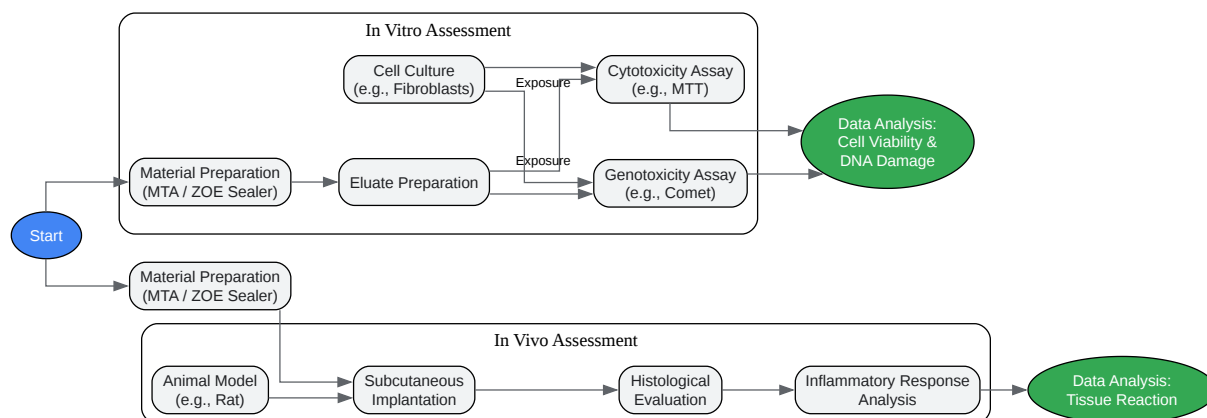 In Vitro Assessment
Cell Culture
(e.g., Fibroblasts)
Exposure
Cytotoxicity Assay
(e.g., MTT)
Data Analysis:
Cell Viability &
DNA Damage
Material Preparation
(MTA / ZOE Sealer)
Eluate Preparation
Exposure
Genotoxicity Assay
(e.g., Comet)
Start
Material Preparation
(MTA / ZOE Sealer)
In Vivo Assessment
Animal Model
(e.g., Rat)
Subcutaneous
Implantation
Histological
Evaluation
Inflammatory Response
Analysis
Data Analysis:
Tissue Reaction